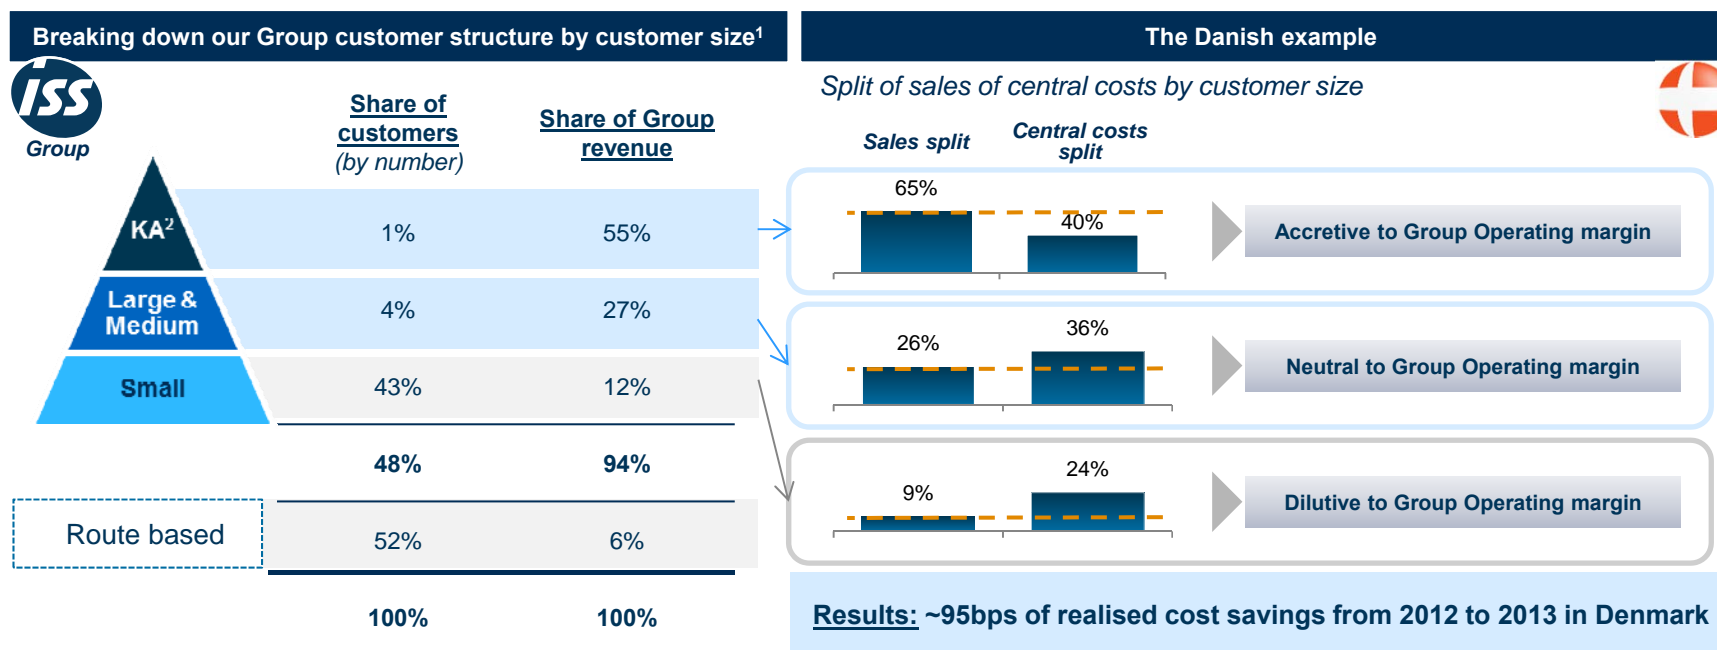 Breaking down our Group customer structure by customer size¹
The Danish example
ISS
Group
Share of
customers
(by number)
Share of Group
revenue
KA²
1%
55%
Large &
Medium
4%
27%
Small
43%
12%
48%
94%
Route based
52%
6%
100%
100%
Split of sales of central costs by customer size
Sales split
Central costs
split
65%
40%
Accretive to Group Operating margin
26%
36%
Neutral to Group Operating margin
9%
24%
Dilutive to Group Operating margin
Results: ~95bps of realised cost savings from 2012 to 2013 in Denmark